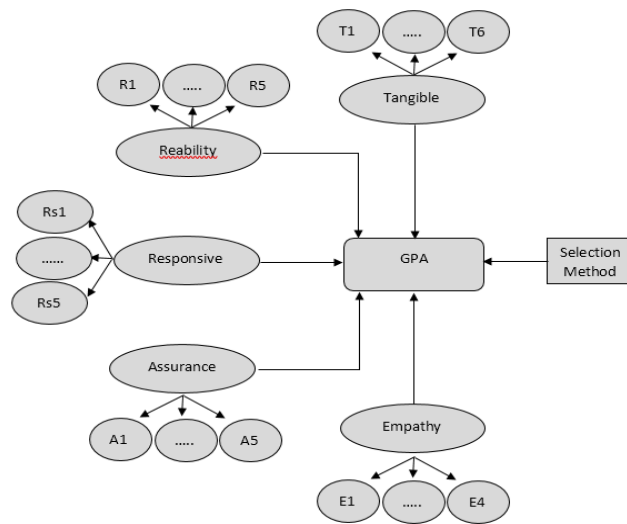 T1 ..... T6
Tangible
R1 ..... R5
Reability
Rs1
......
Rs5
Responsive
GPA
Selection
Method
Assurance
A1 ..... A5
Empathy
E1 ..... E4